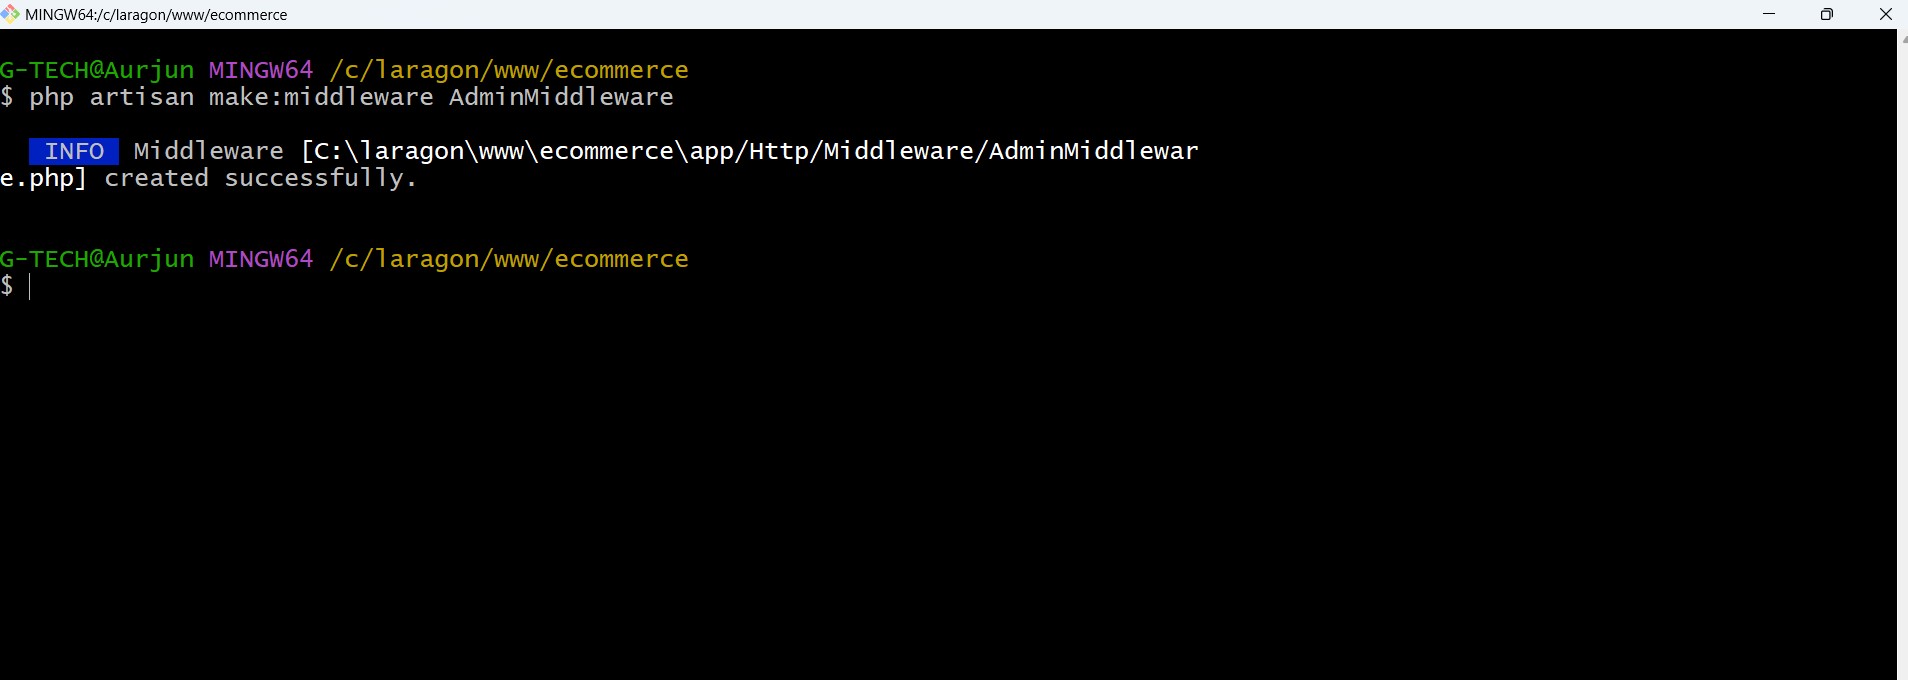 MINGW64:/c/laragon/www/ecommerce
G-TECH@Aurjun MINGW64 /c/laragon/www/ecommerce
$ php artisan make:middleware AdminMiddleware
INFO Middleware [C:\laragon\www\ecommerce\app/Http/Middleware/AdminMiddlewar
e.php] created successfully.
G-TECH@Aurjun MINGW64 /c/laragon/www/ecommerce
$